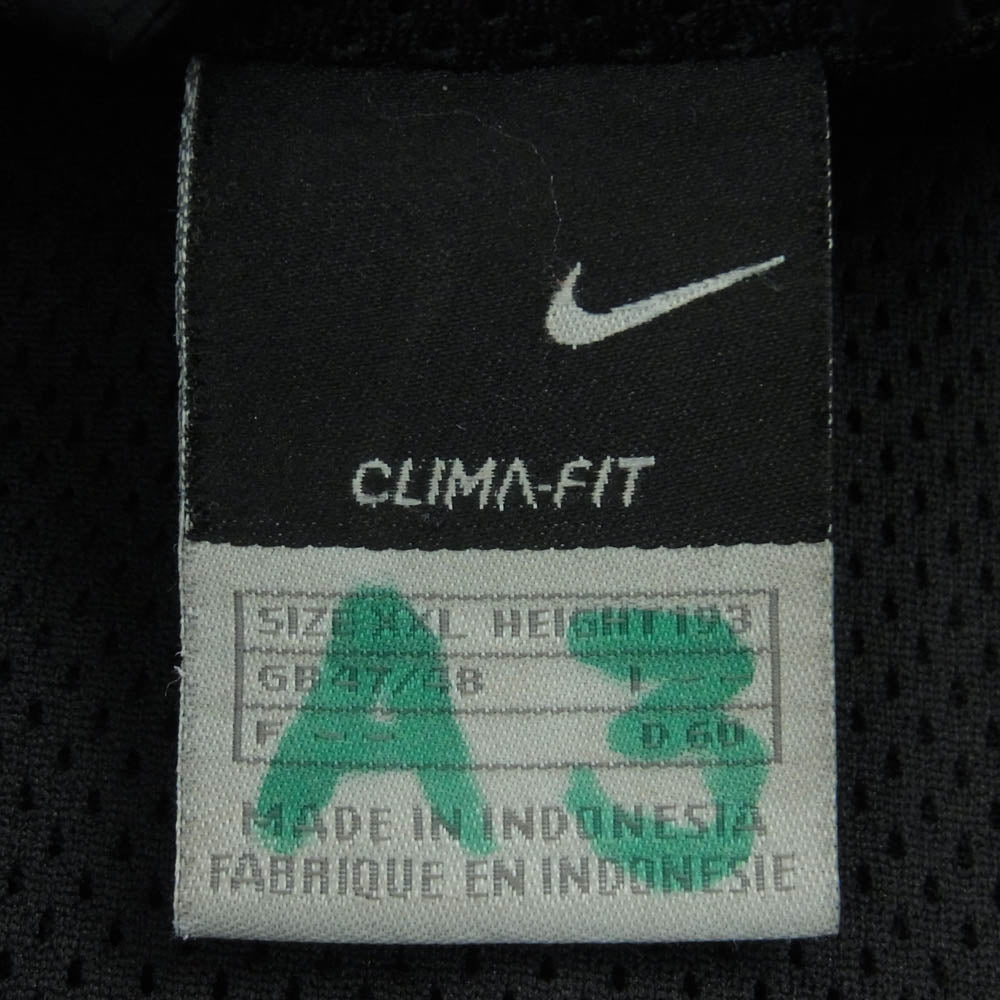 CLIMA-FIT
SIZE XXL HEIGHT 193
GB 47/48 I - -
F - - D 60
A3
MADE IN INDONESIA
FABRIQUE EN INDONESIE